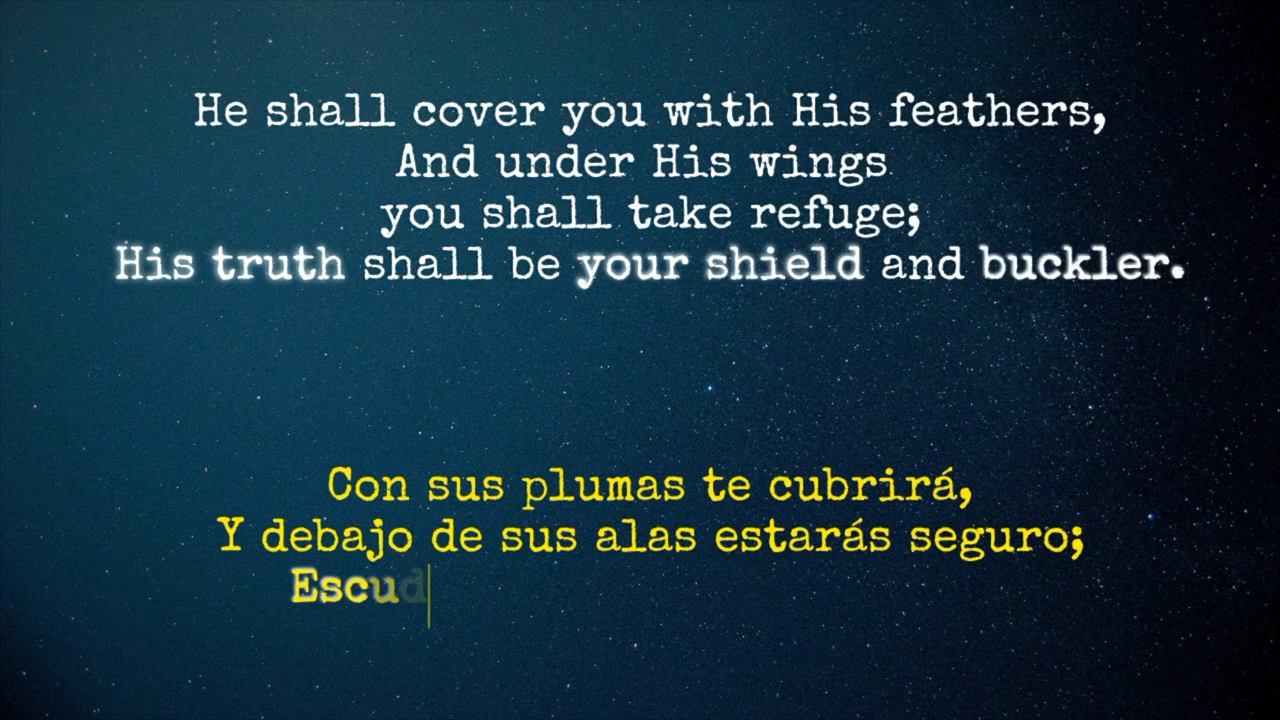 He shall cover you with His feathers,
And under His wings
you shall take refuge;
His truth shall be your shield and buckler.
Con sus plumas te cubrirá,
Y debajo de sus alas estarás seguro;
Escud